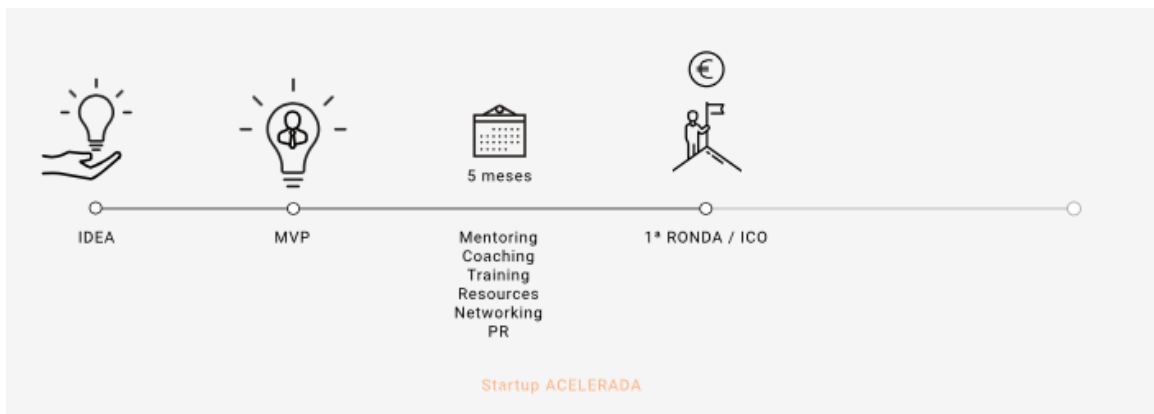 5 meses
IDEA
MVP
Mentoring
Coaching
Training
Resources
Networking
PR
1ª RONDA / ICO
Startup ACELERADA